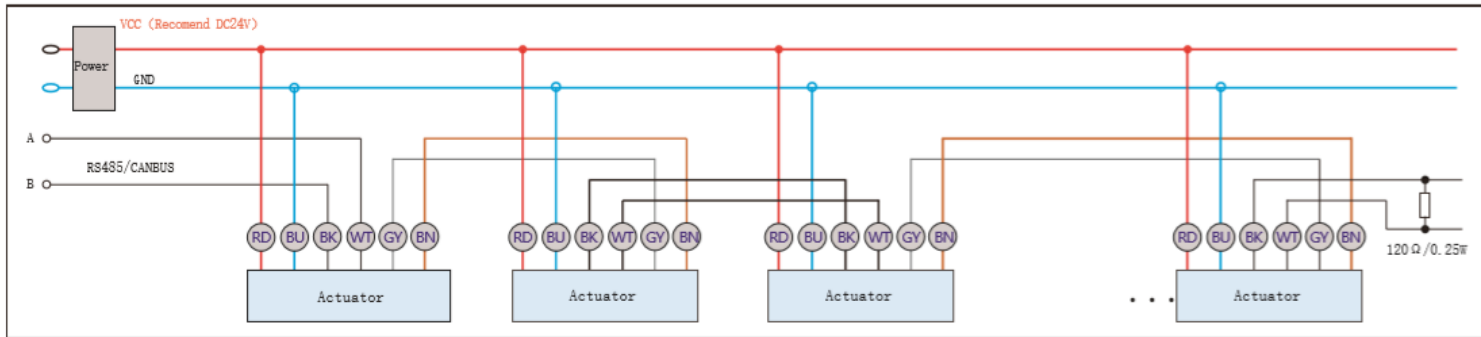 VCC (Recomend DC24V)
Power
GND
A
RS485/CANBUS
B
RD BU BK WT GY BN RD BU BK WT GY BN RD BU BK WT GY BN RD BU BK WT GY BN
120Ω/0.25W
Actuator Actuator Actuator ... Actuator